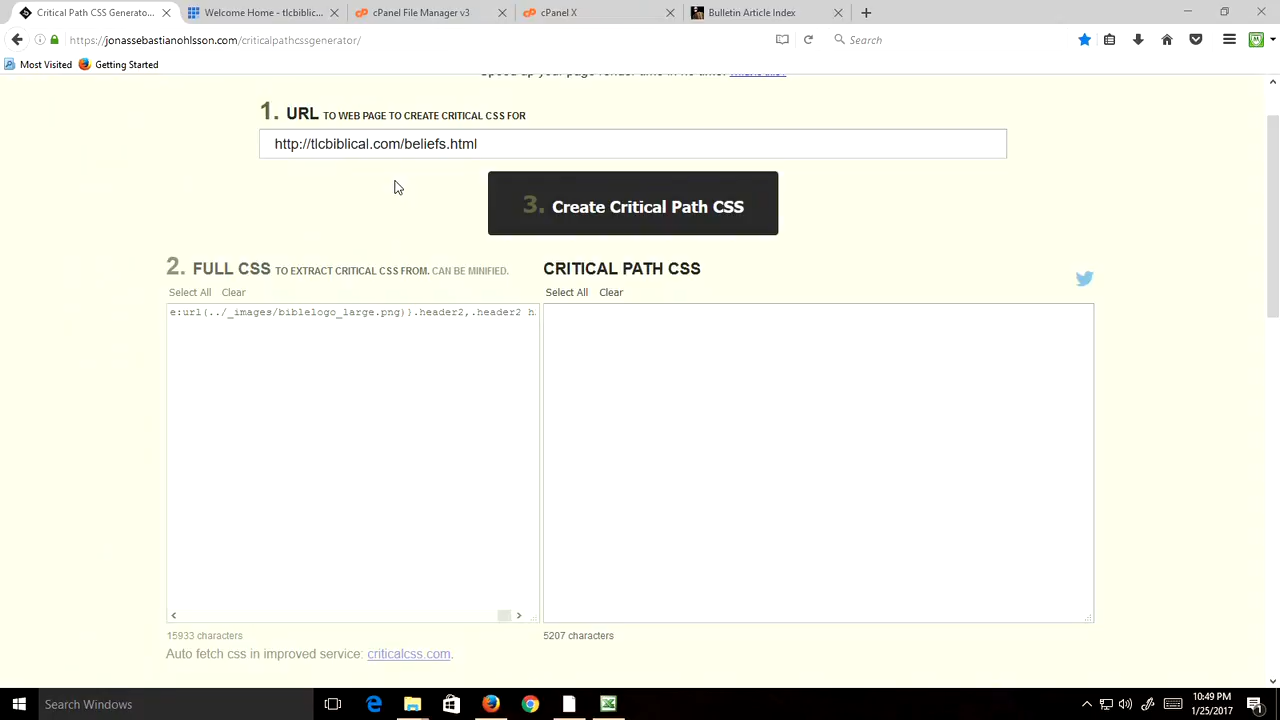 Critical Path CSS Generato...
Welcome Home - tlcbiblical....
cPanel File Manager v3
cPanel X
Bulletin Article Index
https://jonassebastianohlsson.com/criticalpathcssgenerator/
Search
Most Visited
Getting Started
1. URL TO WEB PAGE TO CREATE CRITICAL CSS FOR
http://tlcbiblical.com/beliefs.html
3. Create Critical Path CSS
2. FULL CSS TO EXTRACT CRITICAL CSS FROM. CAN BE MINIFIED.
CRITICAL PATH CSS
Select All Clear
Select All Clear
e:url(../_images/biblelogo_large.png)}.header2,.header2 h
15933 characters
5207 characters
Auto fetch css in improved service: criticalcss.com.
Search Windows
10:49 PM
1/25/2017